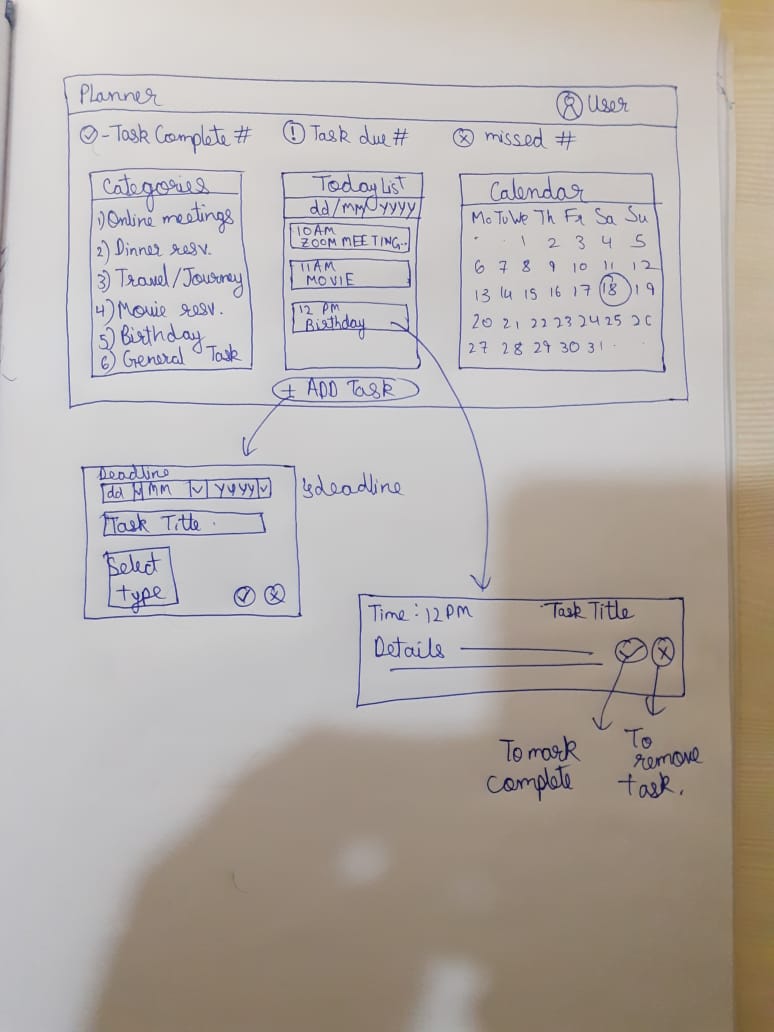 Planner
User
- Task Complete #
! Task due #
missed #
Categories
1) Online meetings
2) Dinner resv.
3) Travel/Journey
4) Movie resv.
5) Birthday
6) General Task
Today List
dd/MM/YYYY
10AM
ZOOM MEETING..
11AM
MOVIE
12 PM
Birthday
Calendar
Mo Tu We Th Fr Sa Su
1 2 3 4 5
6 7 8 9 10 11 12
13 14 15 16 17 18 19
20 21 22 23 24 25 26
27 28 29 30 31
+ ADD Task
Deadline
dd MM YYYY
deadline
Task Title
Select
type
Time : 12 PM
Task Title
Details
To mark
complete
To
remove
task.